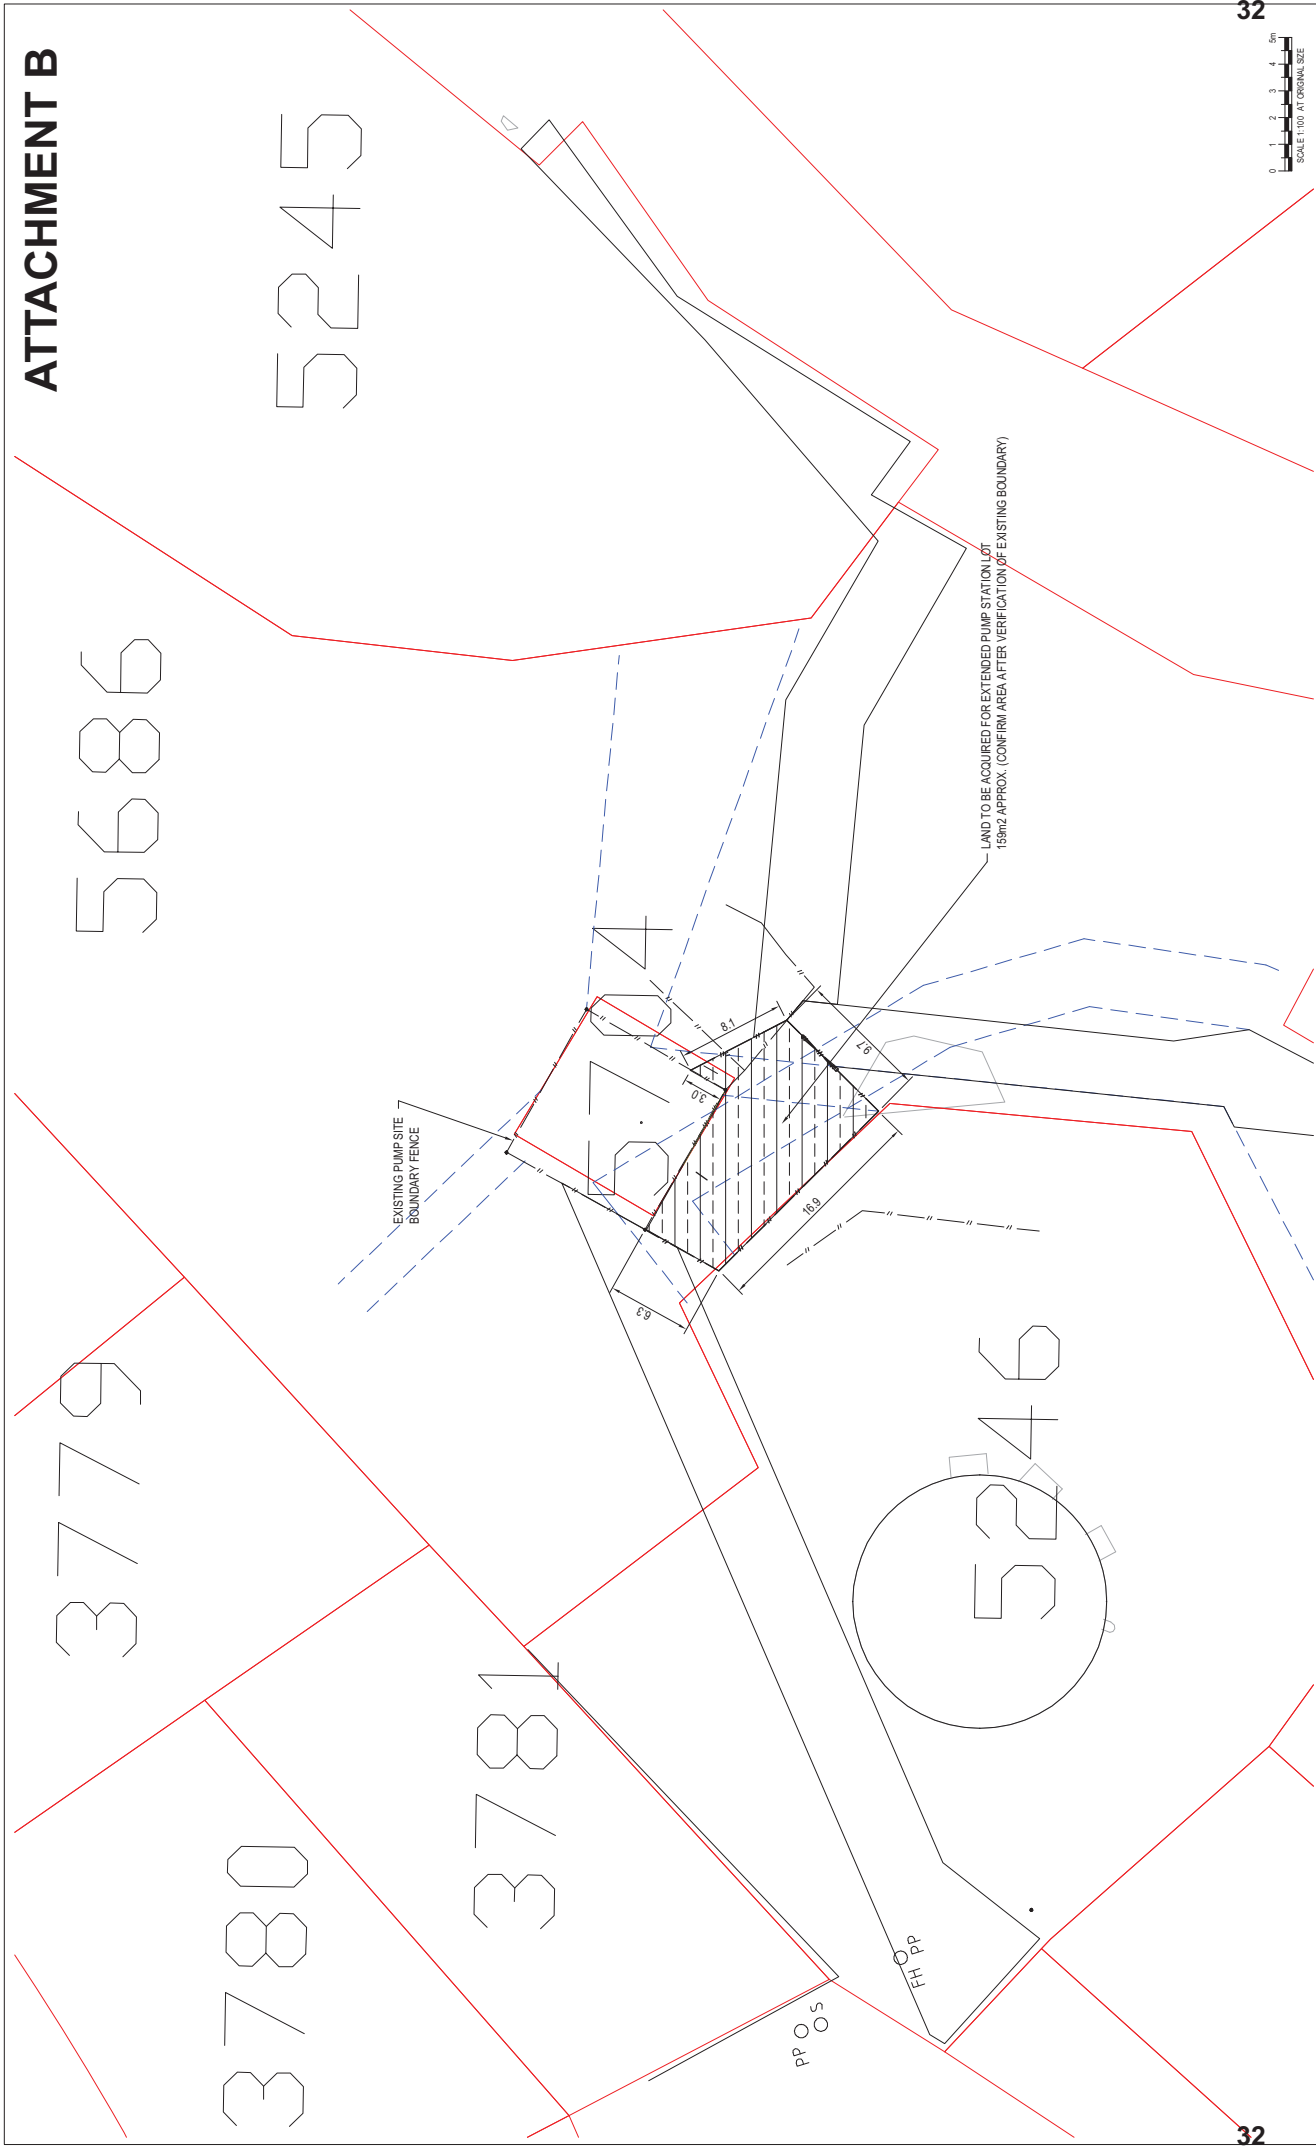 32
ATTACHMENT B
5686
5245
3779
3780
3781
5704
5246
EXISTING PUMP SITE
BOUNDARY FENCE
LAND TO BE ACQUIRED FOR EXTENDED PUMP STATION LOT
159m2 APPROX. (CONFIRM AREA AFTER VERIFICATION OF EXISTING BOUNDARY)
8.1
9.7
3.0
16.9
6.3
PP
S
FH PP
0 1 2 3 4 5m
SCALE 1:100 AT ORIGINAL SIZE
32